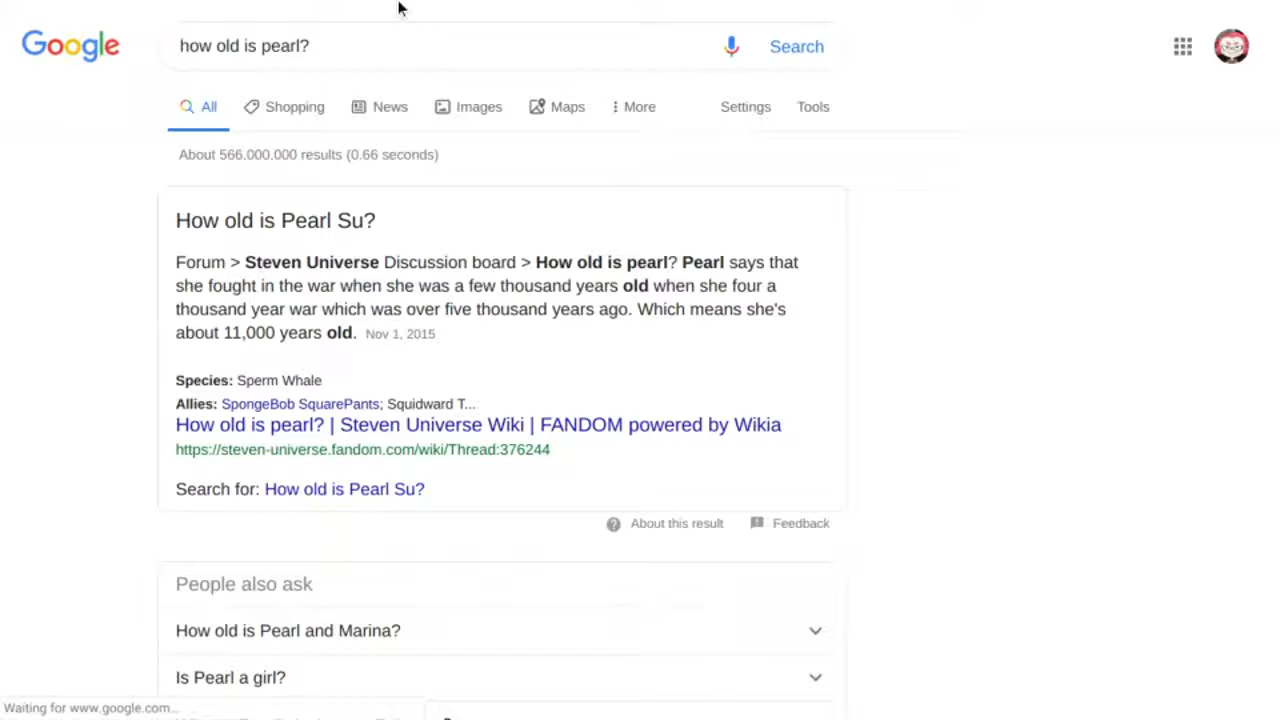 Google
how old is pearl?
Search
All
Shopping
News
Images
Maps
More
Settings
Tools
About 566.000.000 results (0.66 seconds)
How old is Pearl Su?
Forum > Steven Universe Discussion board > How old is pearl? Pearl says that
she fought in the war when she was a few thousand years old when she four a
thousand year war which was over five thousand years ago. Which means she's
about 11,000 years old. Nov 1, 2015
Species: Sperm Whale
Allies: SpongeBob SquarePants; Squidward T...
How old is pearl? | Steven Universe Wiki | FANDOM powered by Wikia
https://steven-universe.fandom.com/wiki/Thread:376244
Search for: How old is Pearl Su?
About this result
Feedback
People also ask
How old is Pearl and Marina?
Is Pearl a girl?
Waiting for www.google.com...